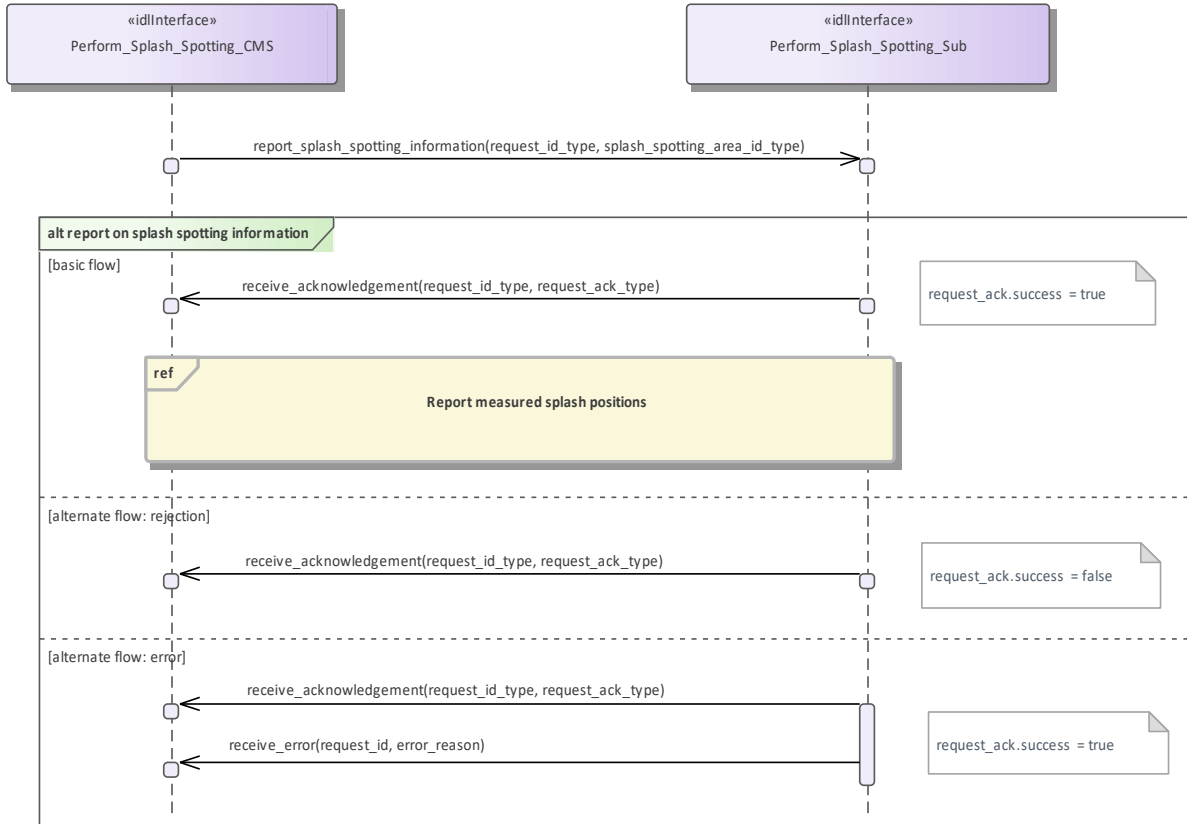 «idlInterface»
Perform_Splash_Spotting_CMS
«idlInterface»
Perform_Splash_Spotting_Sub
report_splash_spotting_information(request_id_type, splash_spotting_area_id_type)
alt report on splash spotting information
[basic flow]
receive_acknowledgement(request_id_type, request_ack_type)
request_ack.success = true
ref
Report measured splash positions
[alternate flow: rejection]
receive_acknowledgement(request_id_type, request_ack_type)
request_ack.success = false
[alternate flow: error]
receive_acknowledgement(request_id_type, request_ack_type)
receive_error(request_id, error_reason)
request_ack.success = true